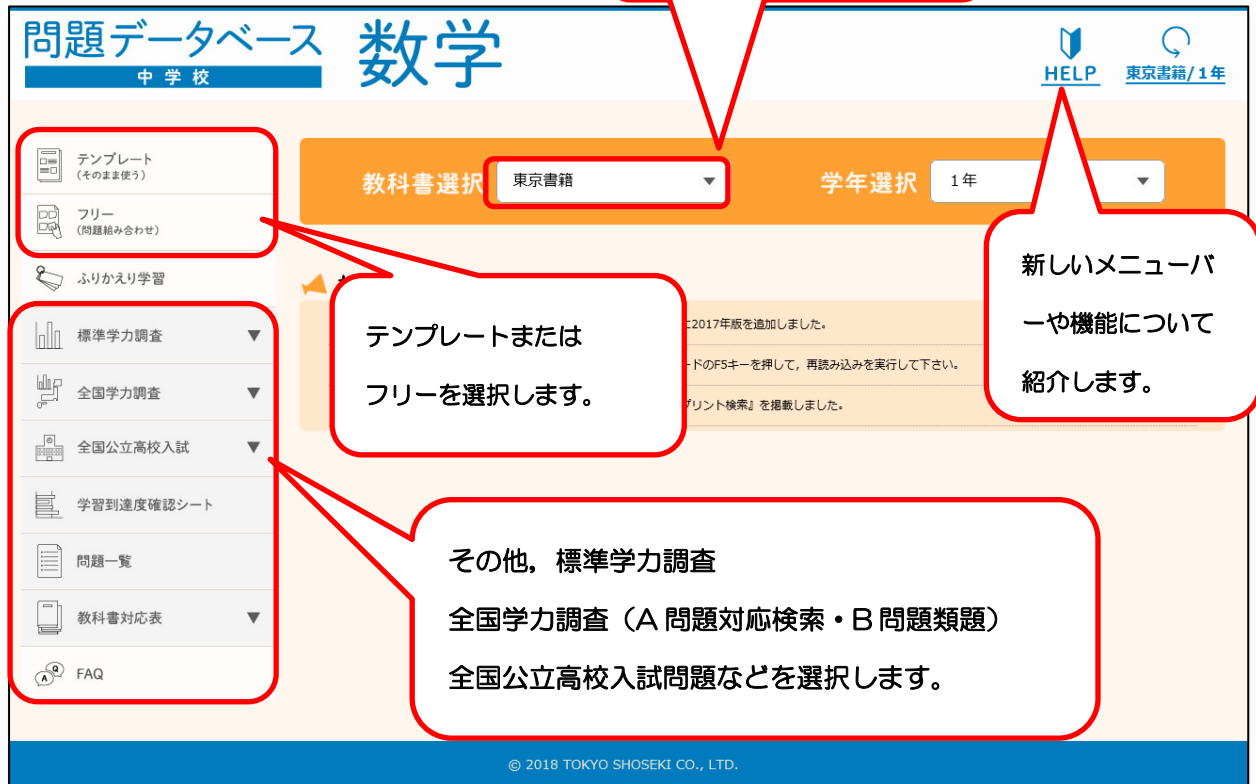 問題データベース 数学
中学校
HELP
東京書籍/1年
テンプレート
(そのまま使う)
フリー
(問題組み合わせ)
ふりかえり学習
標準学力調査 ▼
全国学力調査 ▼
全国公立高校入試 ▼
学習到達度確認シート
問題一覧
教科書対応表 ▼
FAQ
教科書選択 東京書籍 ▼
学年選択 1年 ▼
2017年版を追加しました。
ドのF5キーを押して，再読み込みを実行して下さい。
プリント検索』を掲載しました。
テンプレートまたは
フリーを選択します。
新しいメニューバ
ーや機能について
紹介します。
その他，標準学力調査
全国学力調査（A問題対応検索・B問題類題）
全国公立高校入試問題などを選択します。
© 2018 TOKYO SHOSEKI CO., LTD.